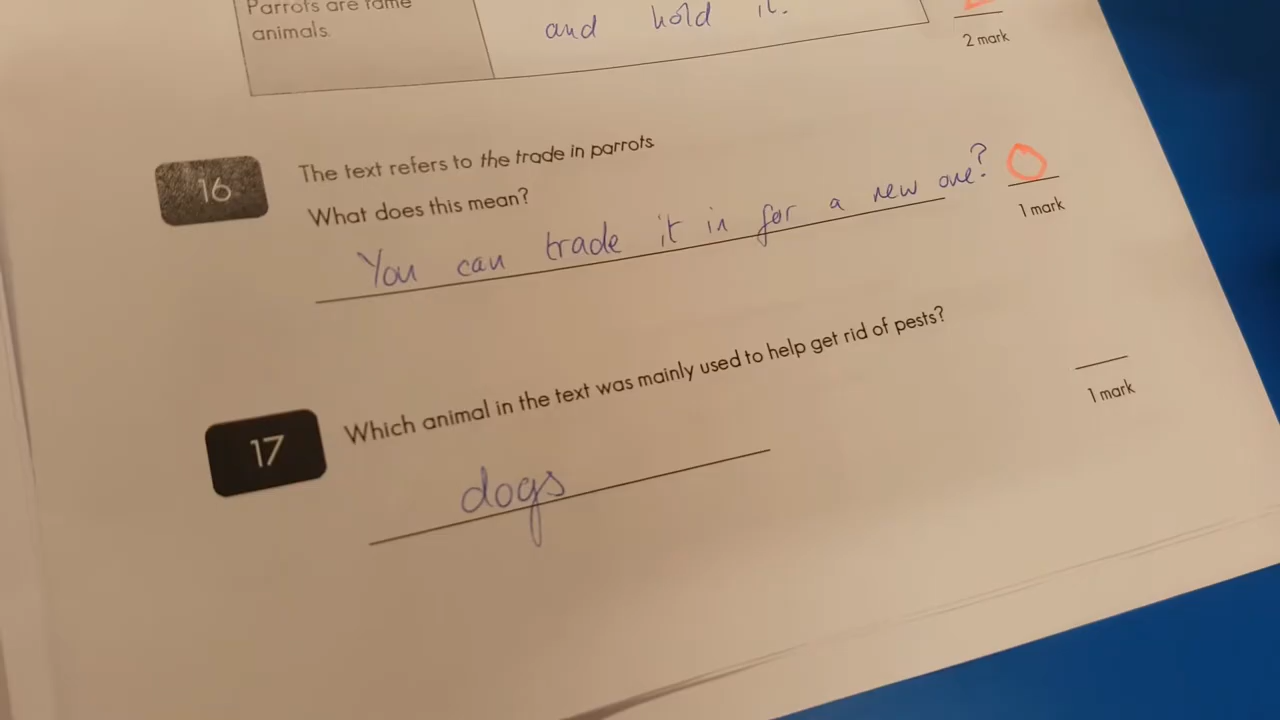 Parrots are tame
animals.
and hold it.
2 mark
16
The text refers to the trade in parrots
What does this mean?
You can trade it in for a new one?
0
1 mark
17
Which animal in the text was mainly used to help get rid of pests?
dogs
1 mark